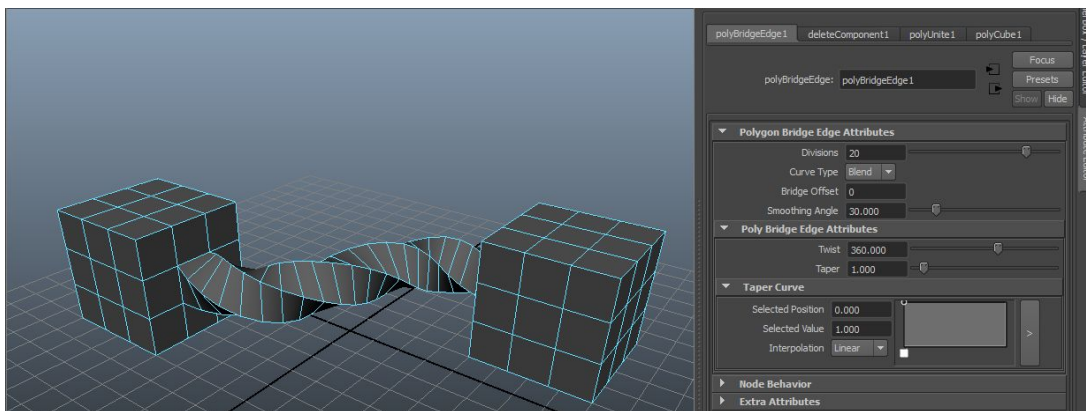 polyBridgeEdge1 deleteComponent1 polyUnite1 polyCube1
Focus
polyBridgeEdge: polyBridgeEdge1
Presets
Show Hide
Polygon Bridge Edge Attributes
Divisions 20
Curve Type Blend
Bridge Offset 0
Smoothing Angle 30.000
Poly Bridge Edge Attributes
Twist 360.000
Taper 1.000
Taper Curve
Selected Position 0.000
Selected Value 1.000
>
Interpolation Linear
Node Behavior
Extra Attributes
Layer Editor